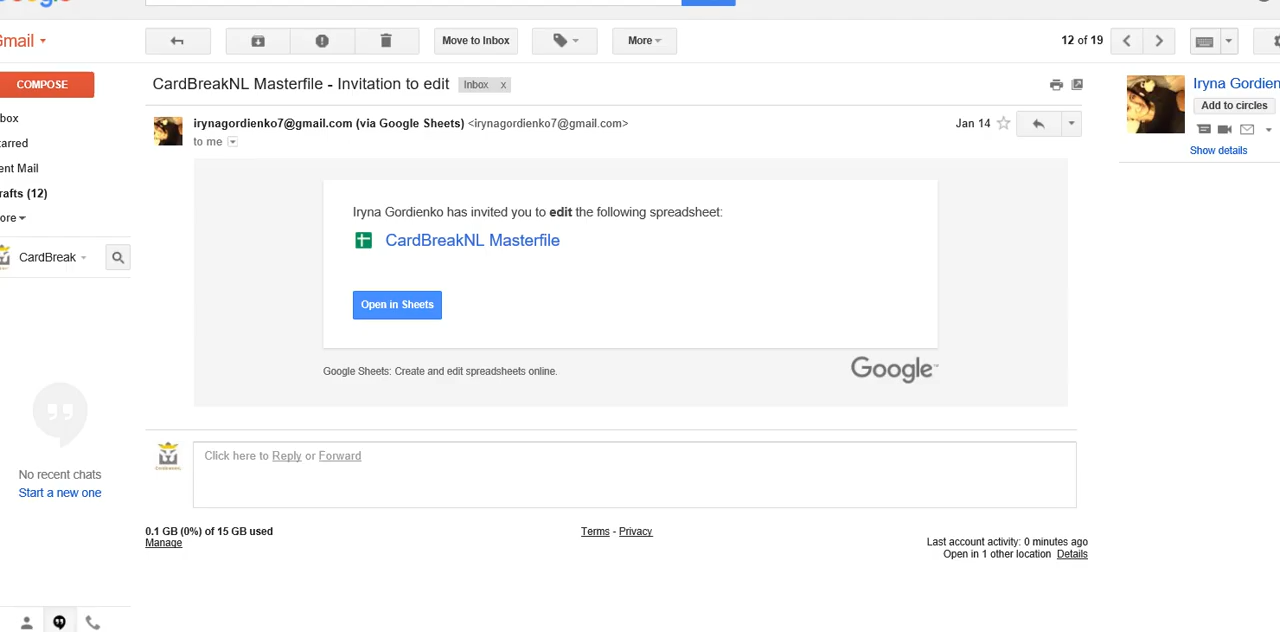 Google
Gmail
Move to Inbox
More
12 of 19
COMPOSE
CardBreakNL Masterfile - Invitation to edit
Inbox x
Iryna Gordien
Add to circles
Show details
irynagordienko7@gmail.com (via Google Sheets) <irynagordienko7@gmail.com>
Jan 14
to me
box
arred
ent Mail
rafts (12)
ore
CardBreak
Iryna Gordienko has invited you to edit the following spreadsheet:
CardBreakNL Masterfile
Open in Sheets
Google Sheets: Create and edit spreadsheets online.
Google
No recent chats
Start a new one
Click here to Reply or Forward
0.1 GB (0%) of 15 GB used
Manage
Terms - Privacy
Last account activity: 0 minutes ago
Open in 1 other location Details